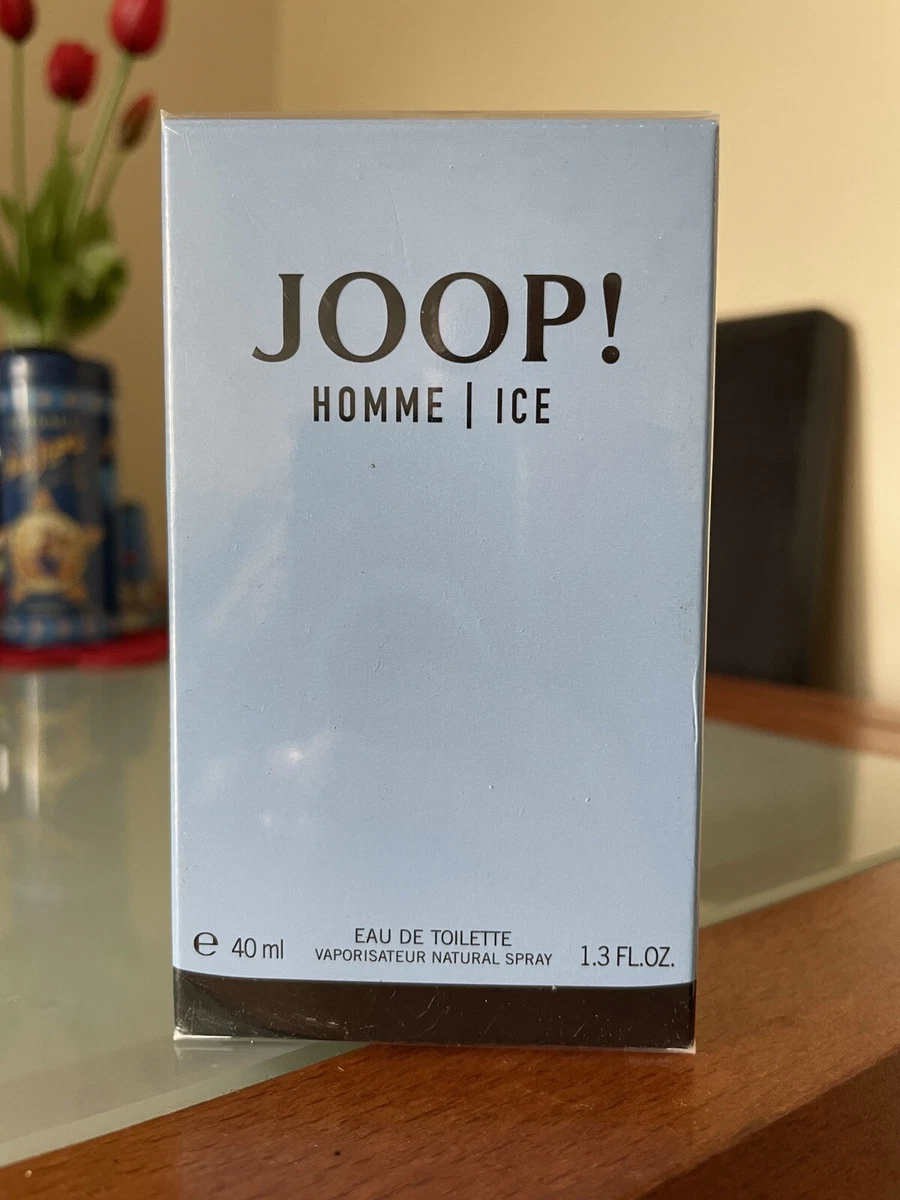 JOOP!
HOMME | ICE
℮ 40 ml
EAU DE TOILETTE
VAPORISATEUR NATURAL SPRAY
1.3 FL.OZ.